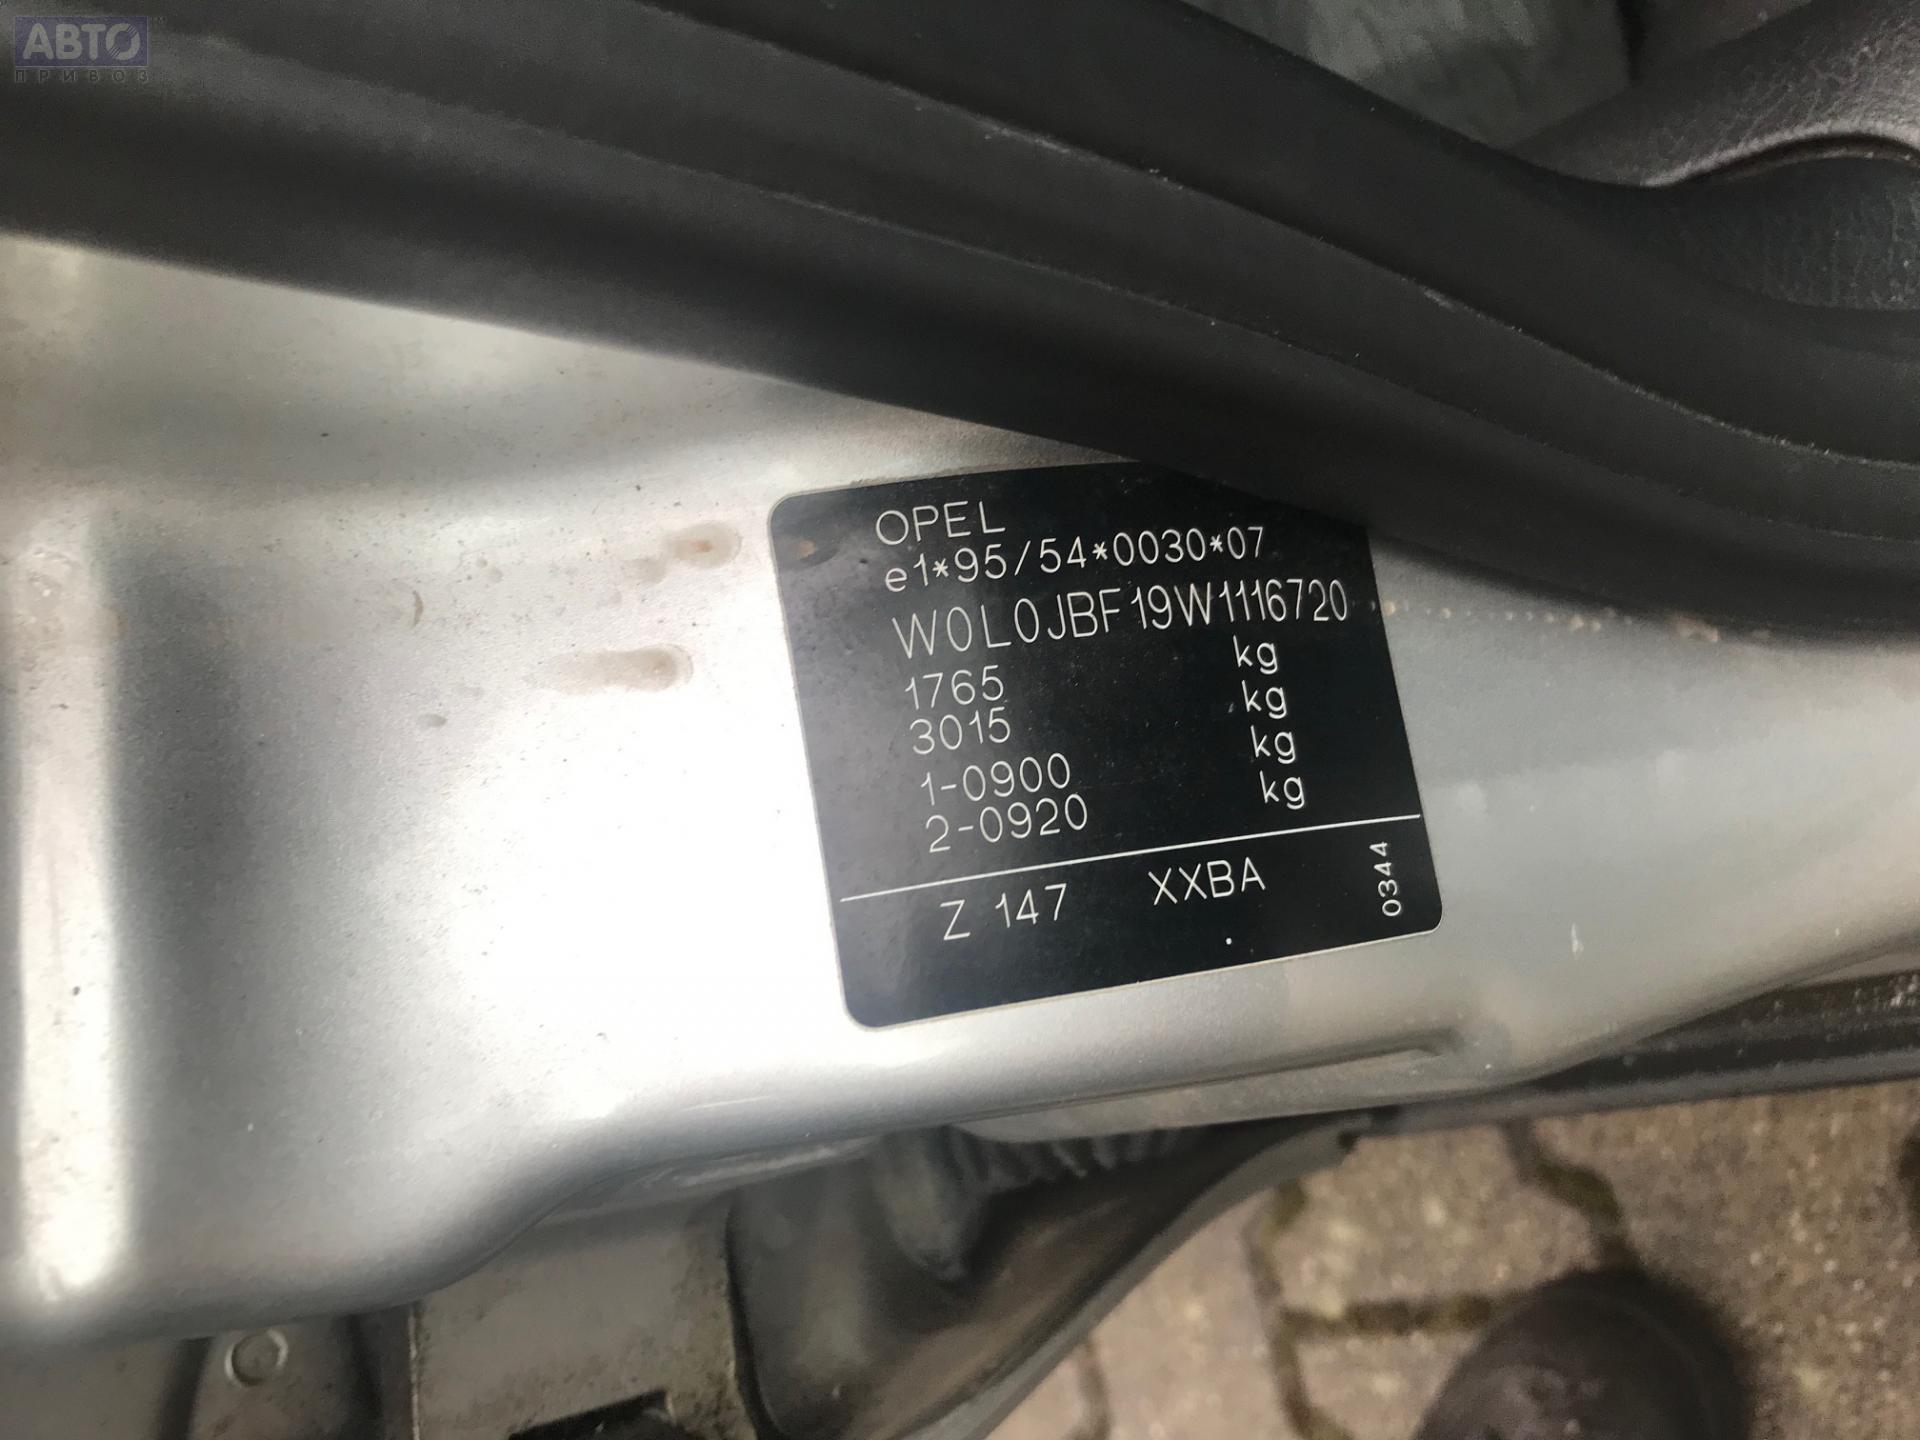 АВТО
ПРИВОЗ
OPEL
e1*95/54*0030*07
W0L0JBF19W1116720
1765 kg
3015 kg
1-0900 kg
2-0920 kg
Z 147 XXBA
0344